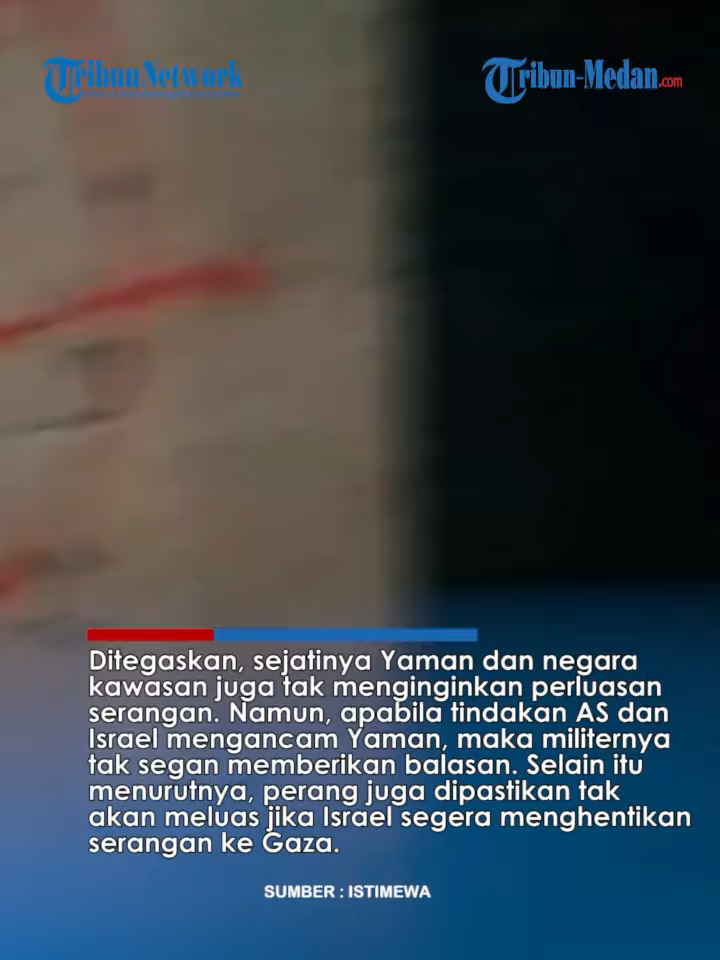 Tribun Network
Tribun-Medan.com
Ditegaskan, sejatinya Yaman dan negara
kawasan juga tak menginginkan perluasan
serangan. Namun, apabila tindakan AS dan
Israel mengancam Yaman, maka militernya
tak segan memberikan balasan. Selain itu
menurutnya, perang juga dipastikan tak
akan meluas jika Israel segera menghentikan
serangan ke Gaza.
SUMBER : ISTIMEWA